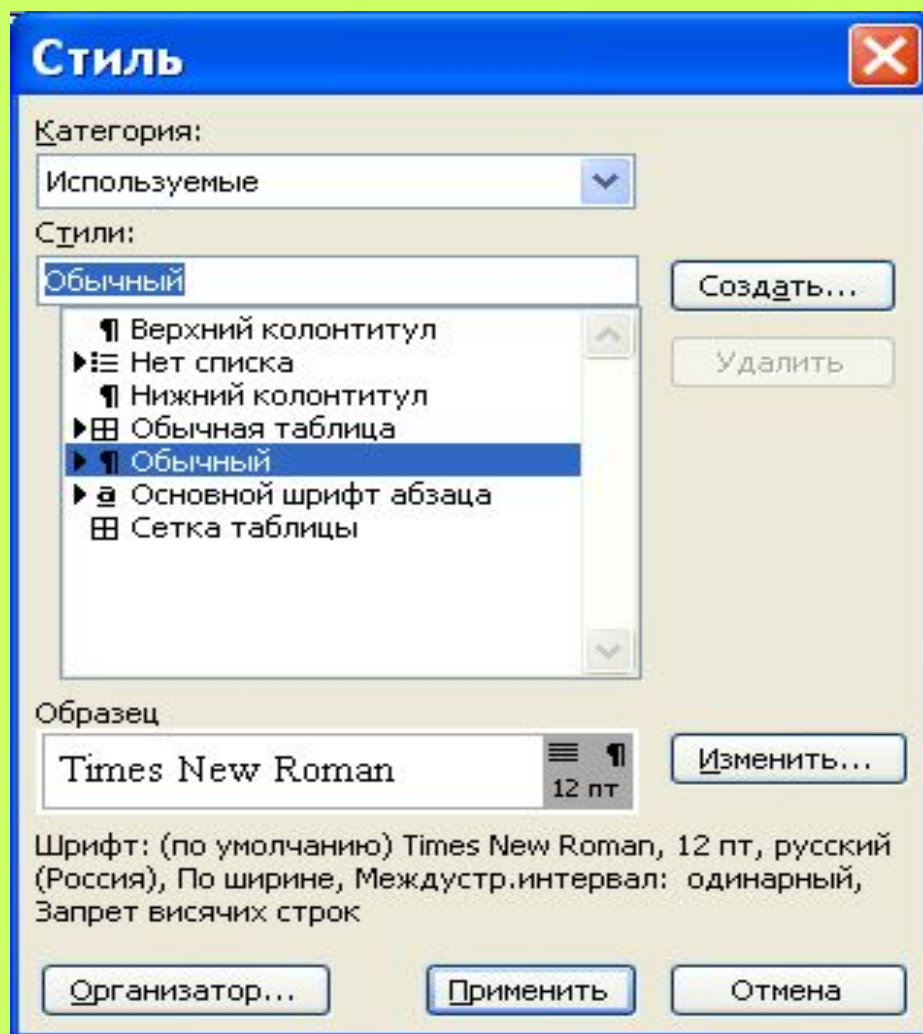 Стиль
Категория:
Используемые
Стили:
Обычный
Создать...
¶ Верхний колонтитул
Нет списка
Удалить
¶ Нижний колонтитул
Обычная таблица
¶ Обычный
a Основной шрифт абзаца
Сетка таблицы
Образец
Times New Roman
¶
12 пт
Изменить...
Шрифт: (по умолчанию) Times New Roman, 12 пт, русский
(Россия), По ширине, Междустр.интервал: одинарный,
Запрет висячих строк
Организатор...
Применить
Отмена